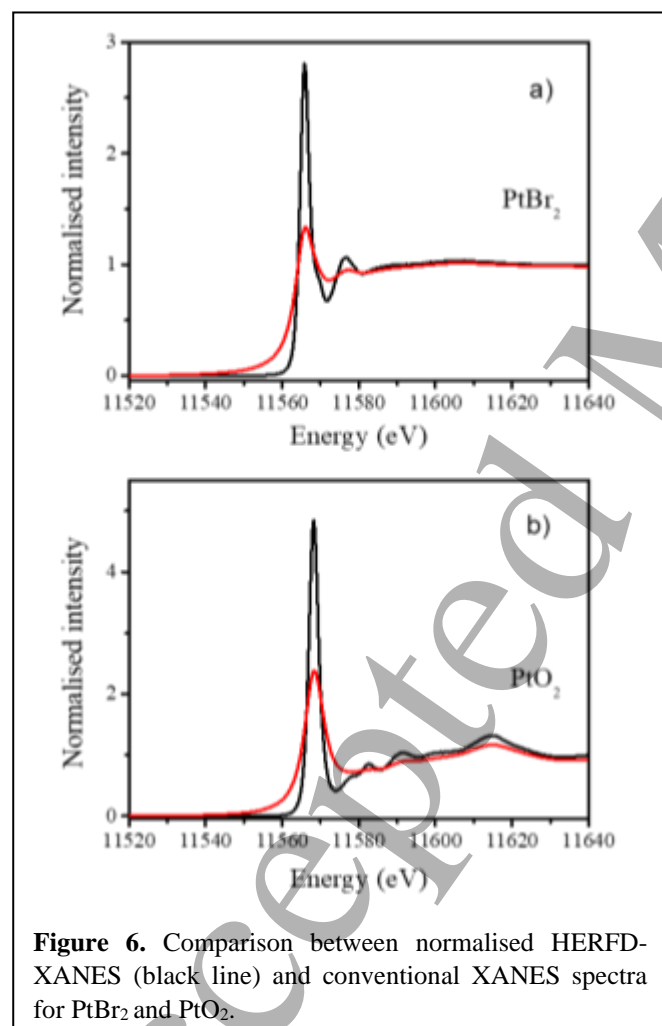 3
a)
2
PtBr₂
1
0
Normalised intensity
11520 11540 11560 11580 11600 11620 11640
Energy (eV)
b)
4
PtO₂
2
0
Normalised intensity
11520 11540 11560 11580 11600 11620 11640
Energy (eV)
Figure 6. Comparison between normalised HERFD-
XANES (black line) and conventional XANES spectra
for PtBr₂ and PtO₂.
ccepted M